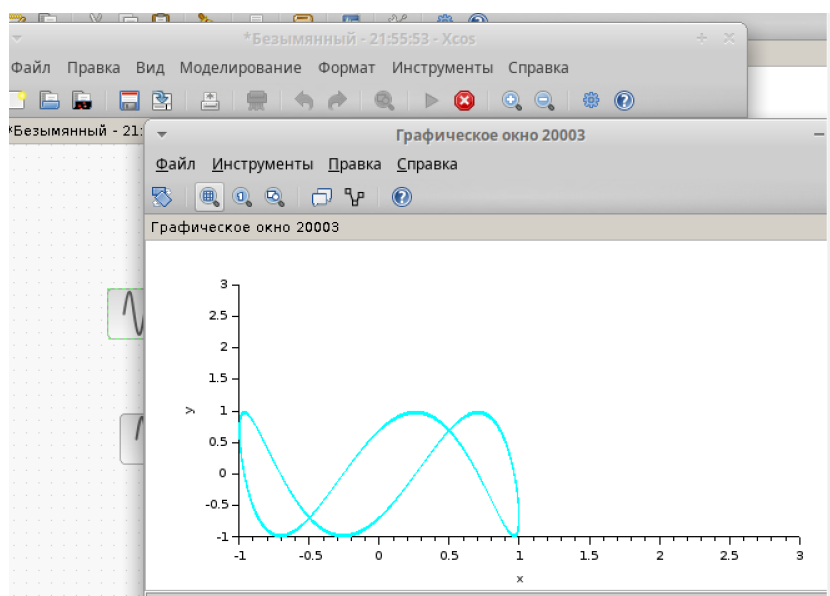 *Безымянный - 21:55:53 - Xcos
Файл Правка Вид Моделирование Формат Инструменты Справка
*Безымянный - 21:
Графическое окно 20003
Файл Инструменты Правка Справка
Графическое окно 20003
3
2.5
2
1.5
1
0.5
0
-0.5
-1
y
-1 -0.5 0 0.5 1 1.5 2 2.5 3
x